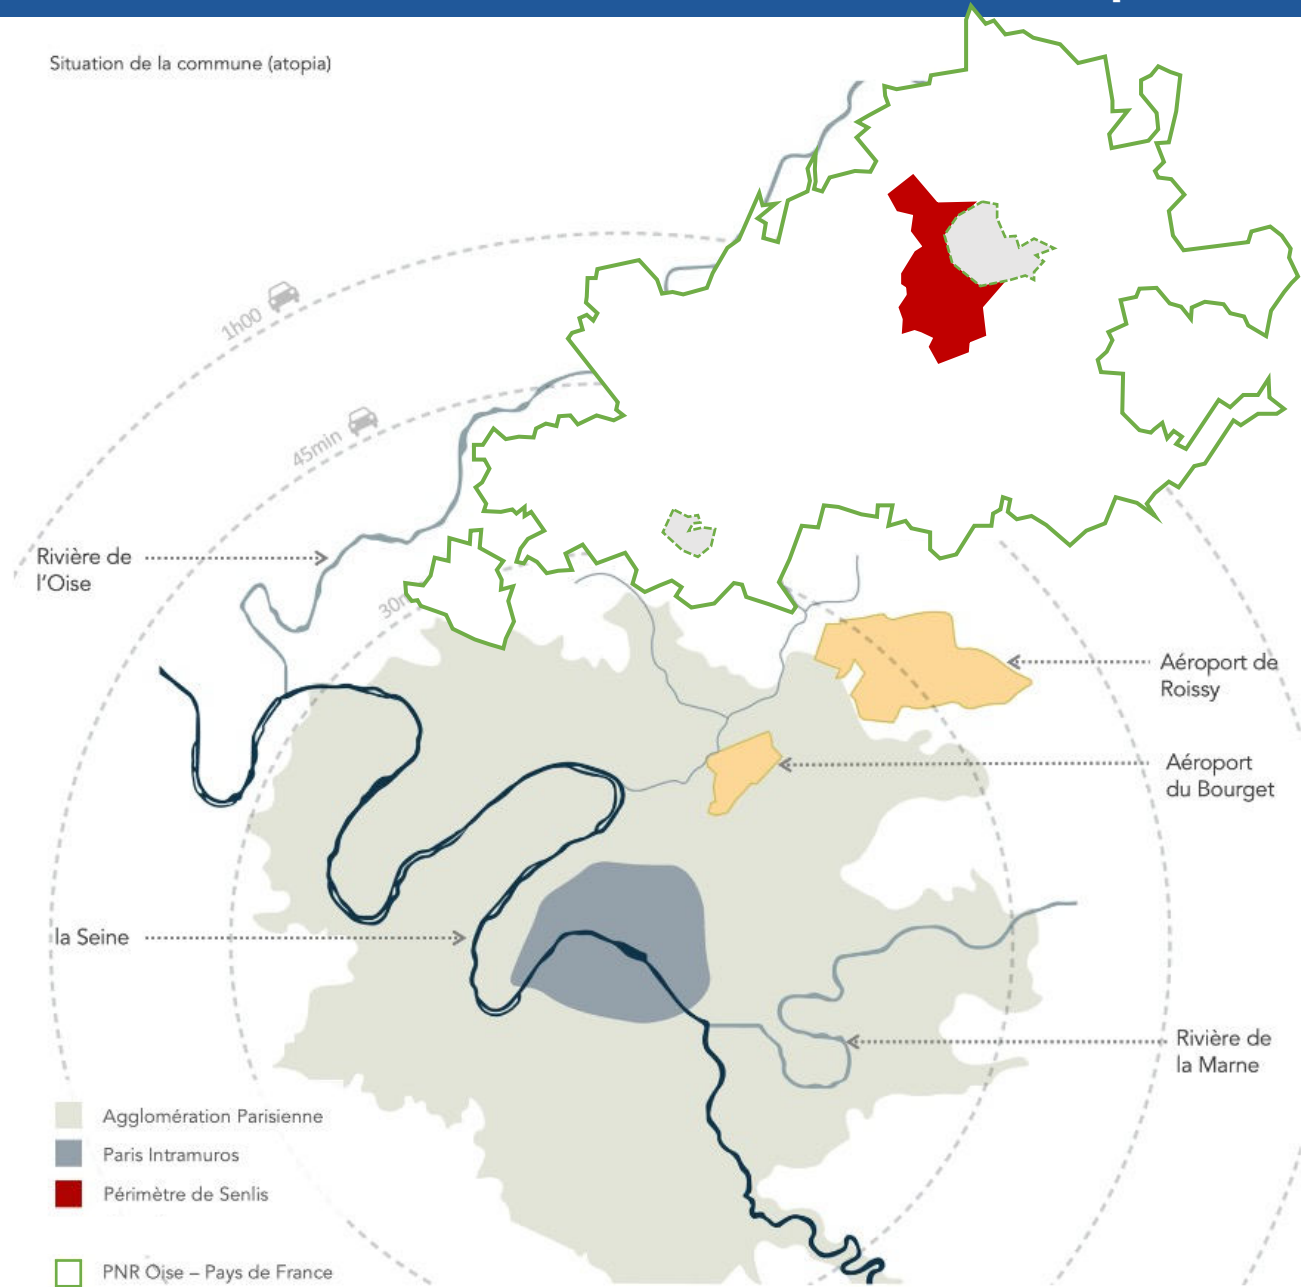 Situation de la commune (atopia)
1h00
45min
Rivière de
l'Oise
Aéroport de
Roissy
Aéroport
du Bourget
la Seine
Rivière de
la Marne
Agglomération Parisienne
Paris Intramuros
Périmètre de Senlis
PNR Oise – Pays de France